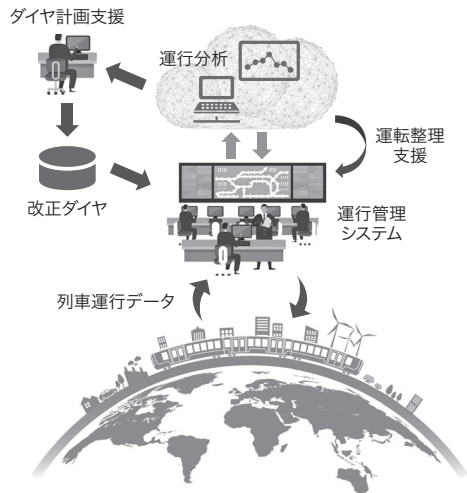 ダイヤ計画支援
運行分析
運転整理
支援
改正ダイヤ
運行管理
システム
列車運行データ